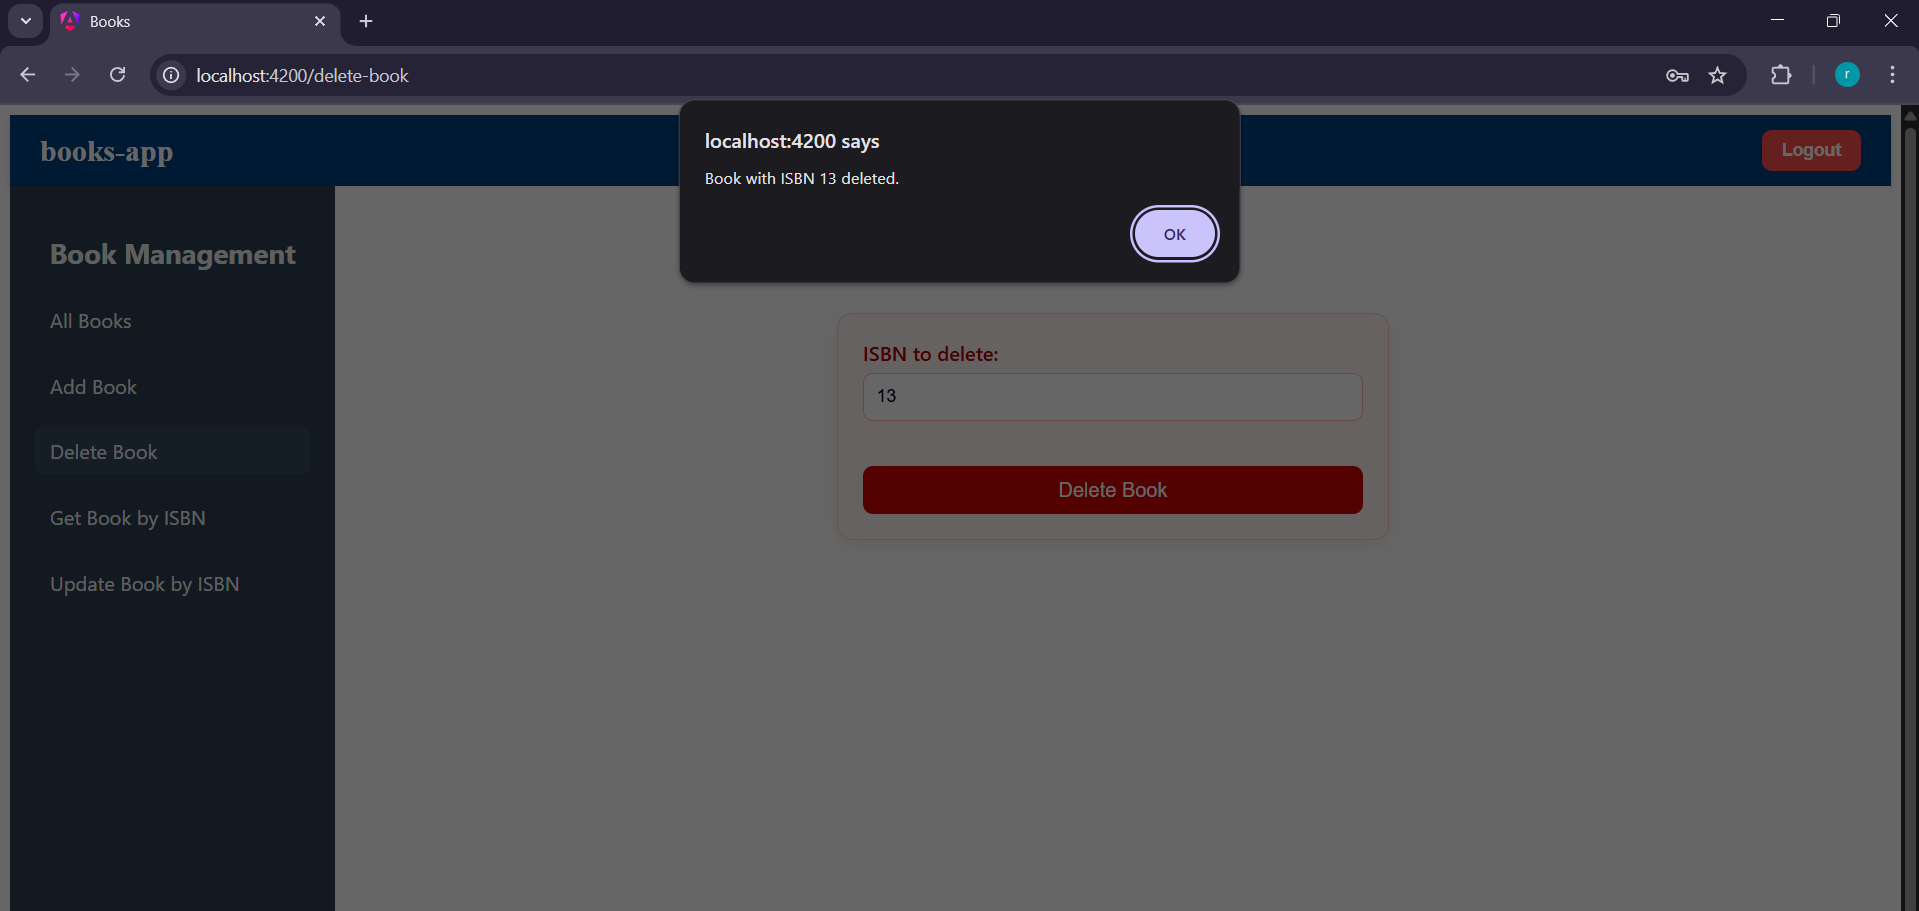 Books
localhost:4200/delete-book
r
books-app
Logout
localhost:4200 says
Book with ISBN 13 deleted.
OK
Book Management
All Books
Add Book
Delete Book
Get Book by ISBN
Update Book by ISBN
ISBN to delete:
13
Delete Book